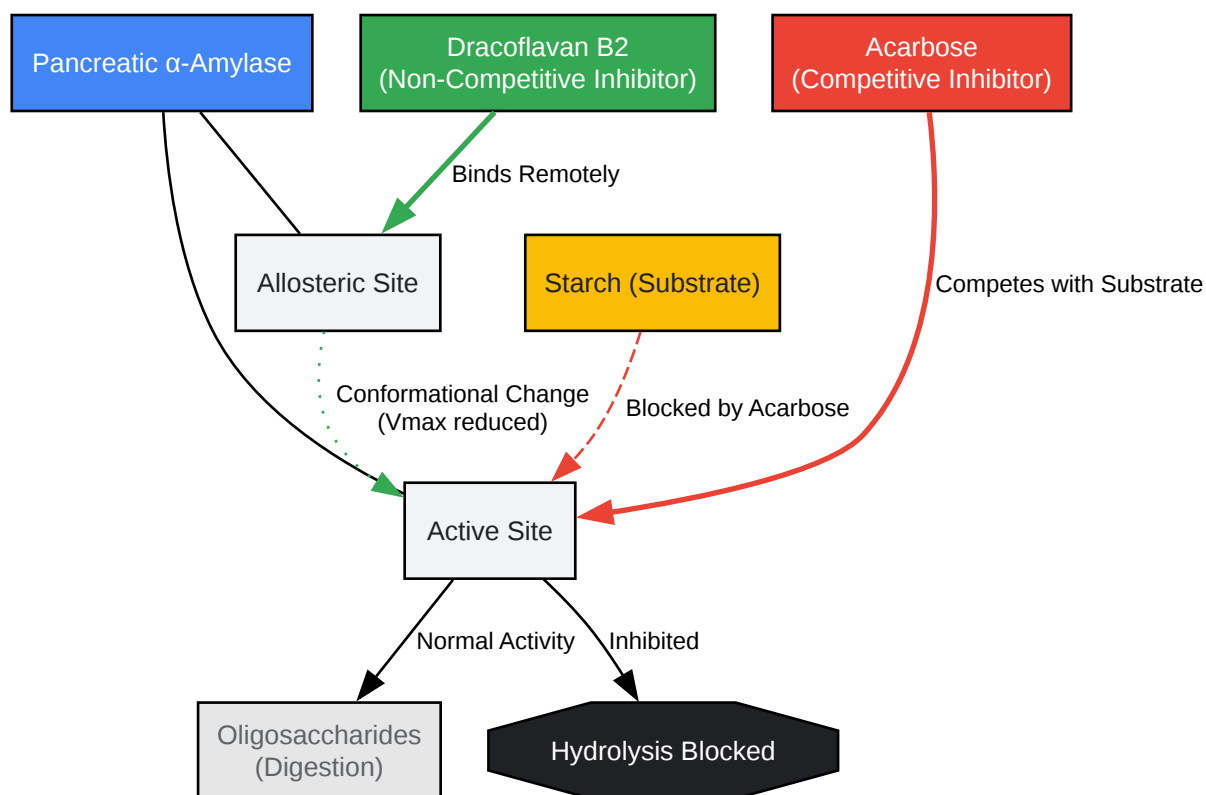 Pancreatic α-Amylase
Dracoflavan B2
(Non-Competitive Inhibitor)
Acarbose
(Competitive Inhibitor)
Binds Remotely
Allosteric Site
Starch (Substrate)
Competes with Substrate
Conformational Change
(Vmax reduced)
Blocked by Acarbose
Active Site
Normal Activity
Inhibited
Oligosaccharides
(Digestion)
Hydrolysis Blocked